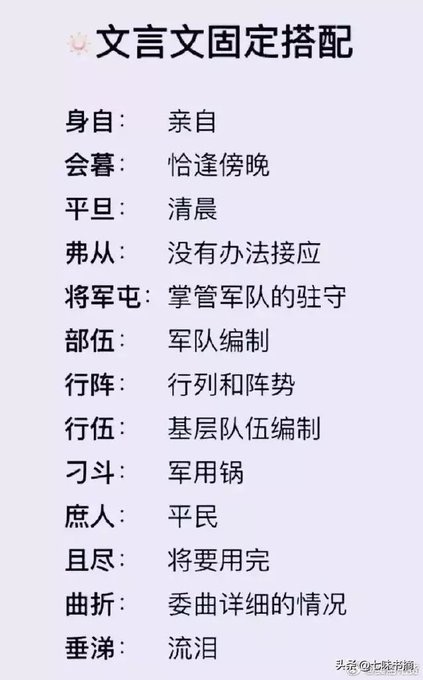 文言文固定搭配
身自： 亲自
会暮： 恰逢傍晚
平旦： 清晨
弗从： 没有办法接应
将军屯： 掌管军队的驻守
部伍： 军队编制
行阵： 行列和阵势
行伍： 基层队伍编制
刁斗： 军用锅
庶人： 平民
且尽： 将要用完
曲折： 委曲详细的情况
垂涕： 流泪
头条@七味书摘